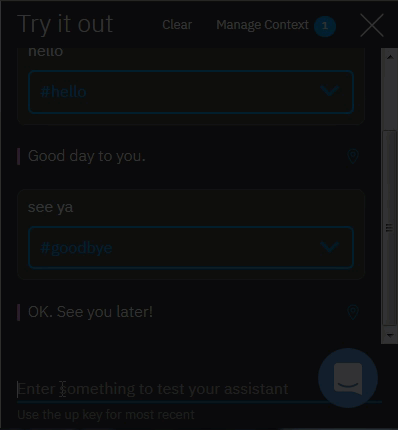 Try it out
Clear
Manage Context 1
hello
#hello
Good day to you.
see ya
#goodbye
OK. See you later!
Enter something to test your assistant
Use the up key for most recent